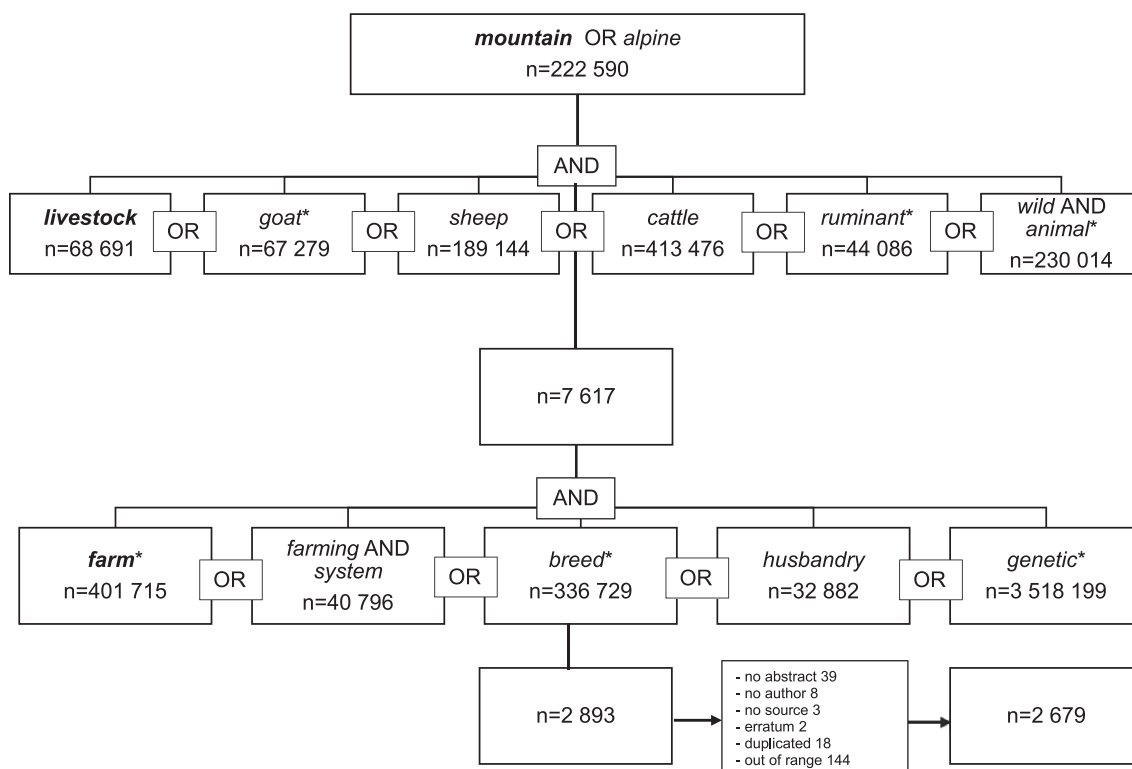 mountain OR alpine
n=222 590
AND
livestock
n=68 691
OR
goat*
n=67 279
OR
sheep
n=189 144
OR
cattle
n=413 476
OR
ruminant*
n=44 086
OR
wild AND
animal*
n=230 014
n=7 617
AND
farm*
n=401 715
OR
farming AND
system
n=40 796
OR
breed*
n=336 729
OR
husbandry
n=32 882
OR
genetic*
n=3 518 199
n=2 893
- no abstract 39
- no author 8
- no source 3
- erratum 2
- duplicated 18
- out of range 144
n=2 679